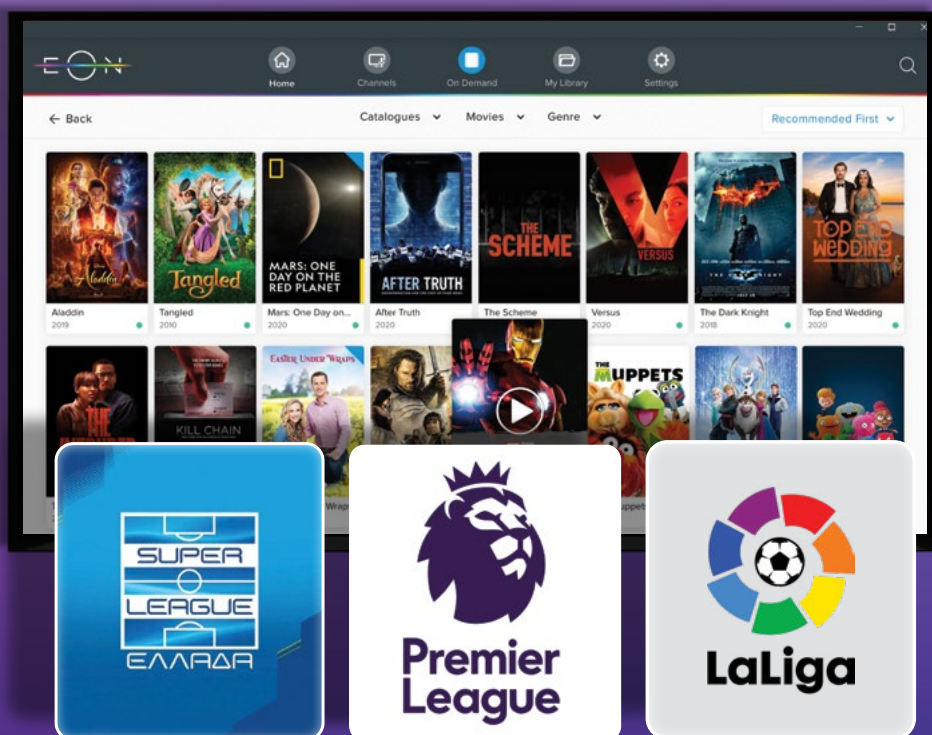 EON
Home
Channels
On Demand
My Library
Settings
← Back
Catalogues
Movies
Genre
Recommended First
Aladdin
Tangled
MARS: ONE
DAY ON THE
RED PLANET
AFTER TRUTH
THE
SCHEME
V
VERSUS
THE DARK KNIGHT
TOP END
WEDDING
Aladdin
2019
Tangled
2010
Mars: One Day on...
2020
After Truth
2020
The Scheme
Versus
2020
The Dark Knight
2018
Top End Wedding
2020
THE
KILL CHAIN
EASTER UNDER WRAPS
THE
MUPPETS
SUPER
LEAGUE
ΕΛΛΑΔΑ
Premier
League
LaLiga